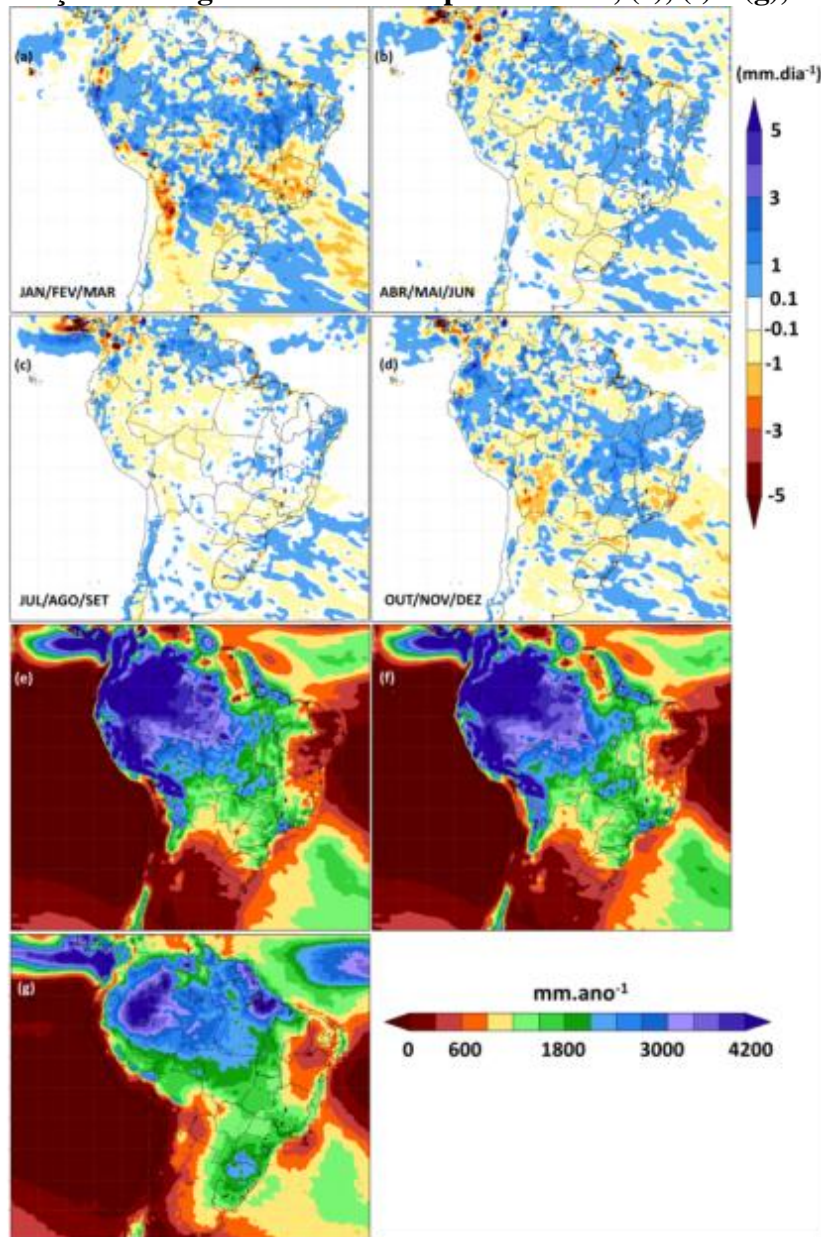 (a)
(b)
(mm.dia⁻¹)
5
3
1
0.1
-0.1
-1
-3
-5
JAN/FEV/MAR
ABR/MAI/JUN
(c)
(d)
JUL/AGO/SET
OUT/NOV/DEZ
(e)
(f)
(g)
mm.ano⁻¹
0 600 1800 3000 4200